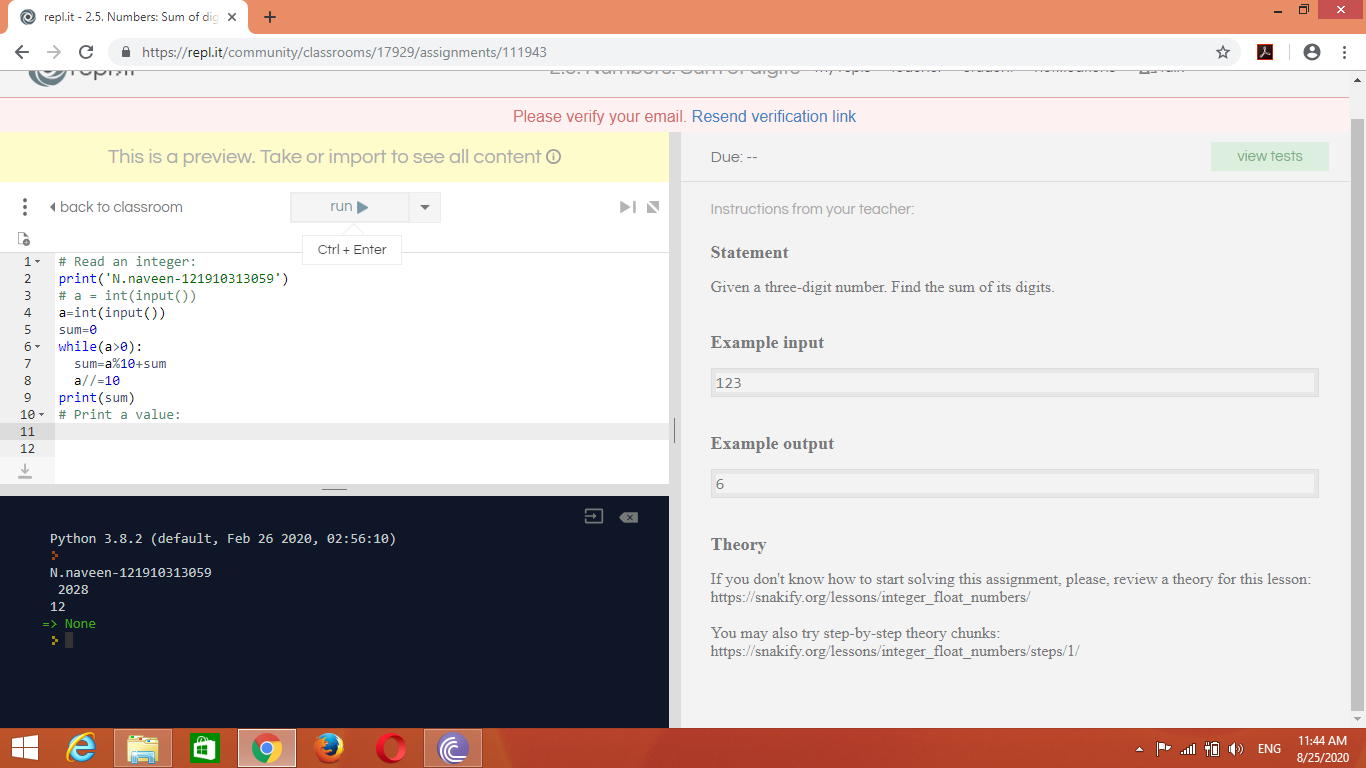 repl.it - 2.5. Numbers: Sum of dig
https://repl.it/community/classrooms/17929/assignments/111943
repl.it
2.5. Numbers: Sum of digits
Please verify your email. Resend verification link
This is a preview. Take or import to see all content
Due: --
view tests
back to classroom
run
Ctrl + Enter
Instructions from your teacher:
1 # Read an integer:
2 print('N.naveen-121910313059')
3 # a = int(input())
4 a=int(input())
5 sum=0
6 while(a>0):
7 sum=a%10+sum
8 a//=10
9 print(sum)
10 # Print a value:
11
12
Statement
Given a three-digit number. Find the sum of its digits.
Example input
123
Example output
6
Theory
If you don't know how to start solving this assignment, please, review a theory for this lesson:
https://snakify.org/lessons/integer_float_numbers/
You may also try step-by-step theory chunks:
https://snakify.org/lessons/integer_float_numbers/steps/1/
Python 3.8.2 (default, Feb 26 2020, 02:56:10)
N.naveen-121910313059
2028
12
=> None
ENG
11:44 AM
8/25/2020